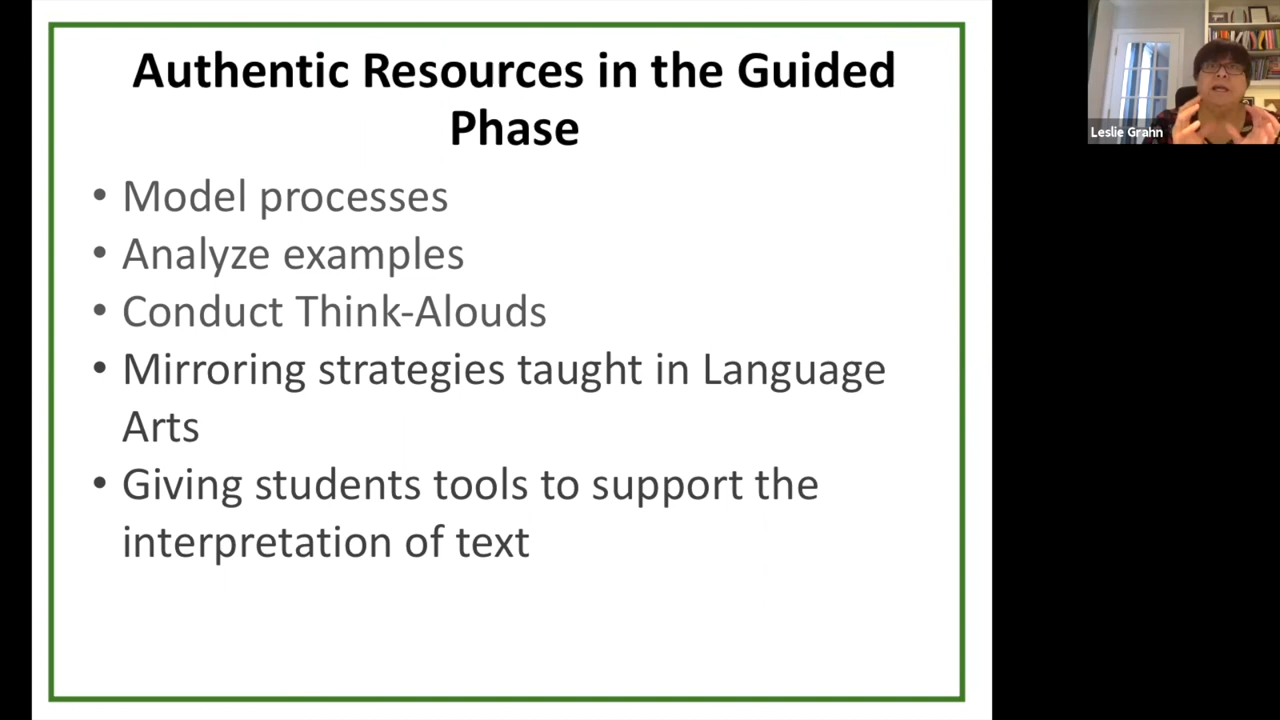 Authentic Resources in the Guided
Phase
• Model processes
• Analyze examples
• Conduct Think-Alouds
• Mirroring strategies taught in Language
Arts
• Giving students tools to support the
interpretation of text
Leslie Grahn